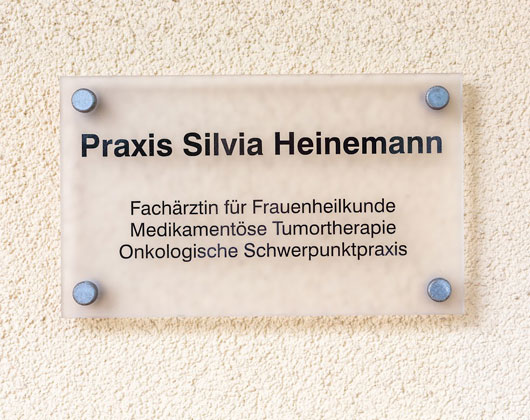 Praxis Silvia Heinemann
Fachärztin für Frauenheilkunde
Medikamentöse Tumortherapie
Onkologische Schwerpunktpraxis